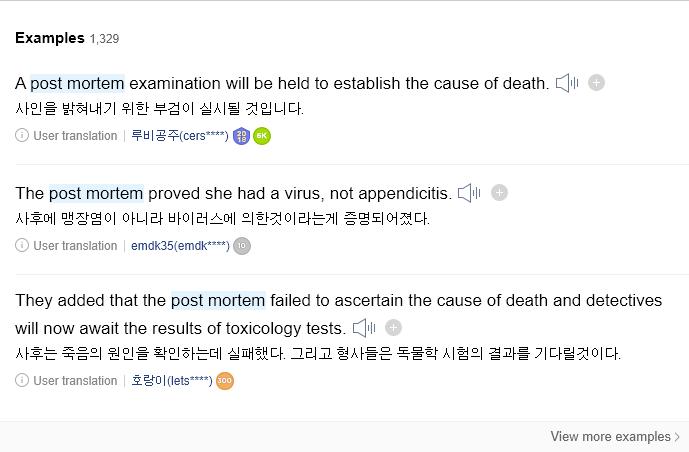 Examples 1,329
A post mortem examination will be held to establish the cause of death.
사인을 밝혀내기 위한 부검이 실시될 것입니다.
User translation | 루비공주(cers****) 2018 6K
The post mortem proved she had a virus, not appendicitis.
사후에 맹장염이 아니라 바이러스에 의한것이라는게 증명되어졌다.
User translation | emdk35(emdk****) 10
They added that the post mortem failed to ascertain the cause of death and detectives
will now await the results of toxicology tests.
사후는 죽음의 원인을 확인하는데 실패했다. 그리고 형사들은 독물학 시험의 결과를 기다릴것이다.
User translation | 호랑이(lets****) 300
View more examples >